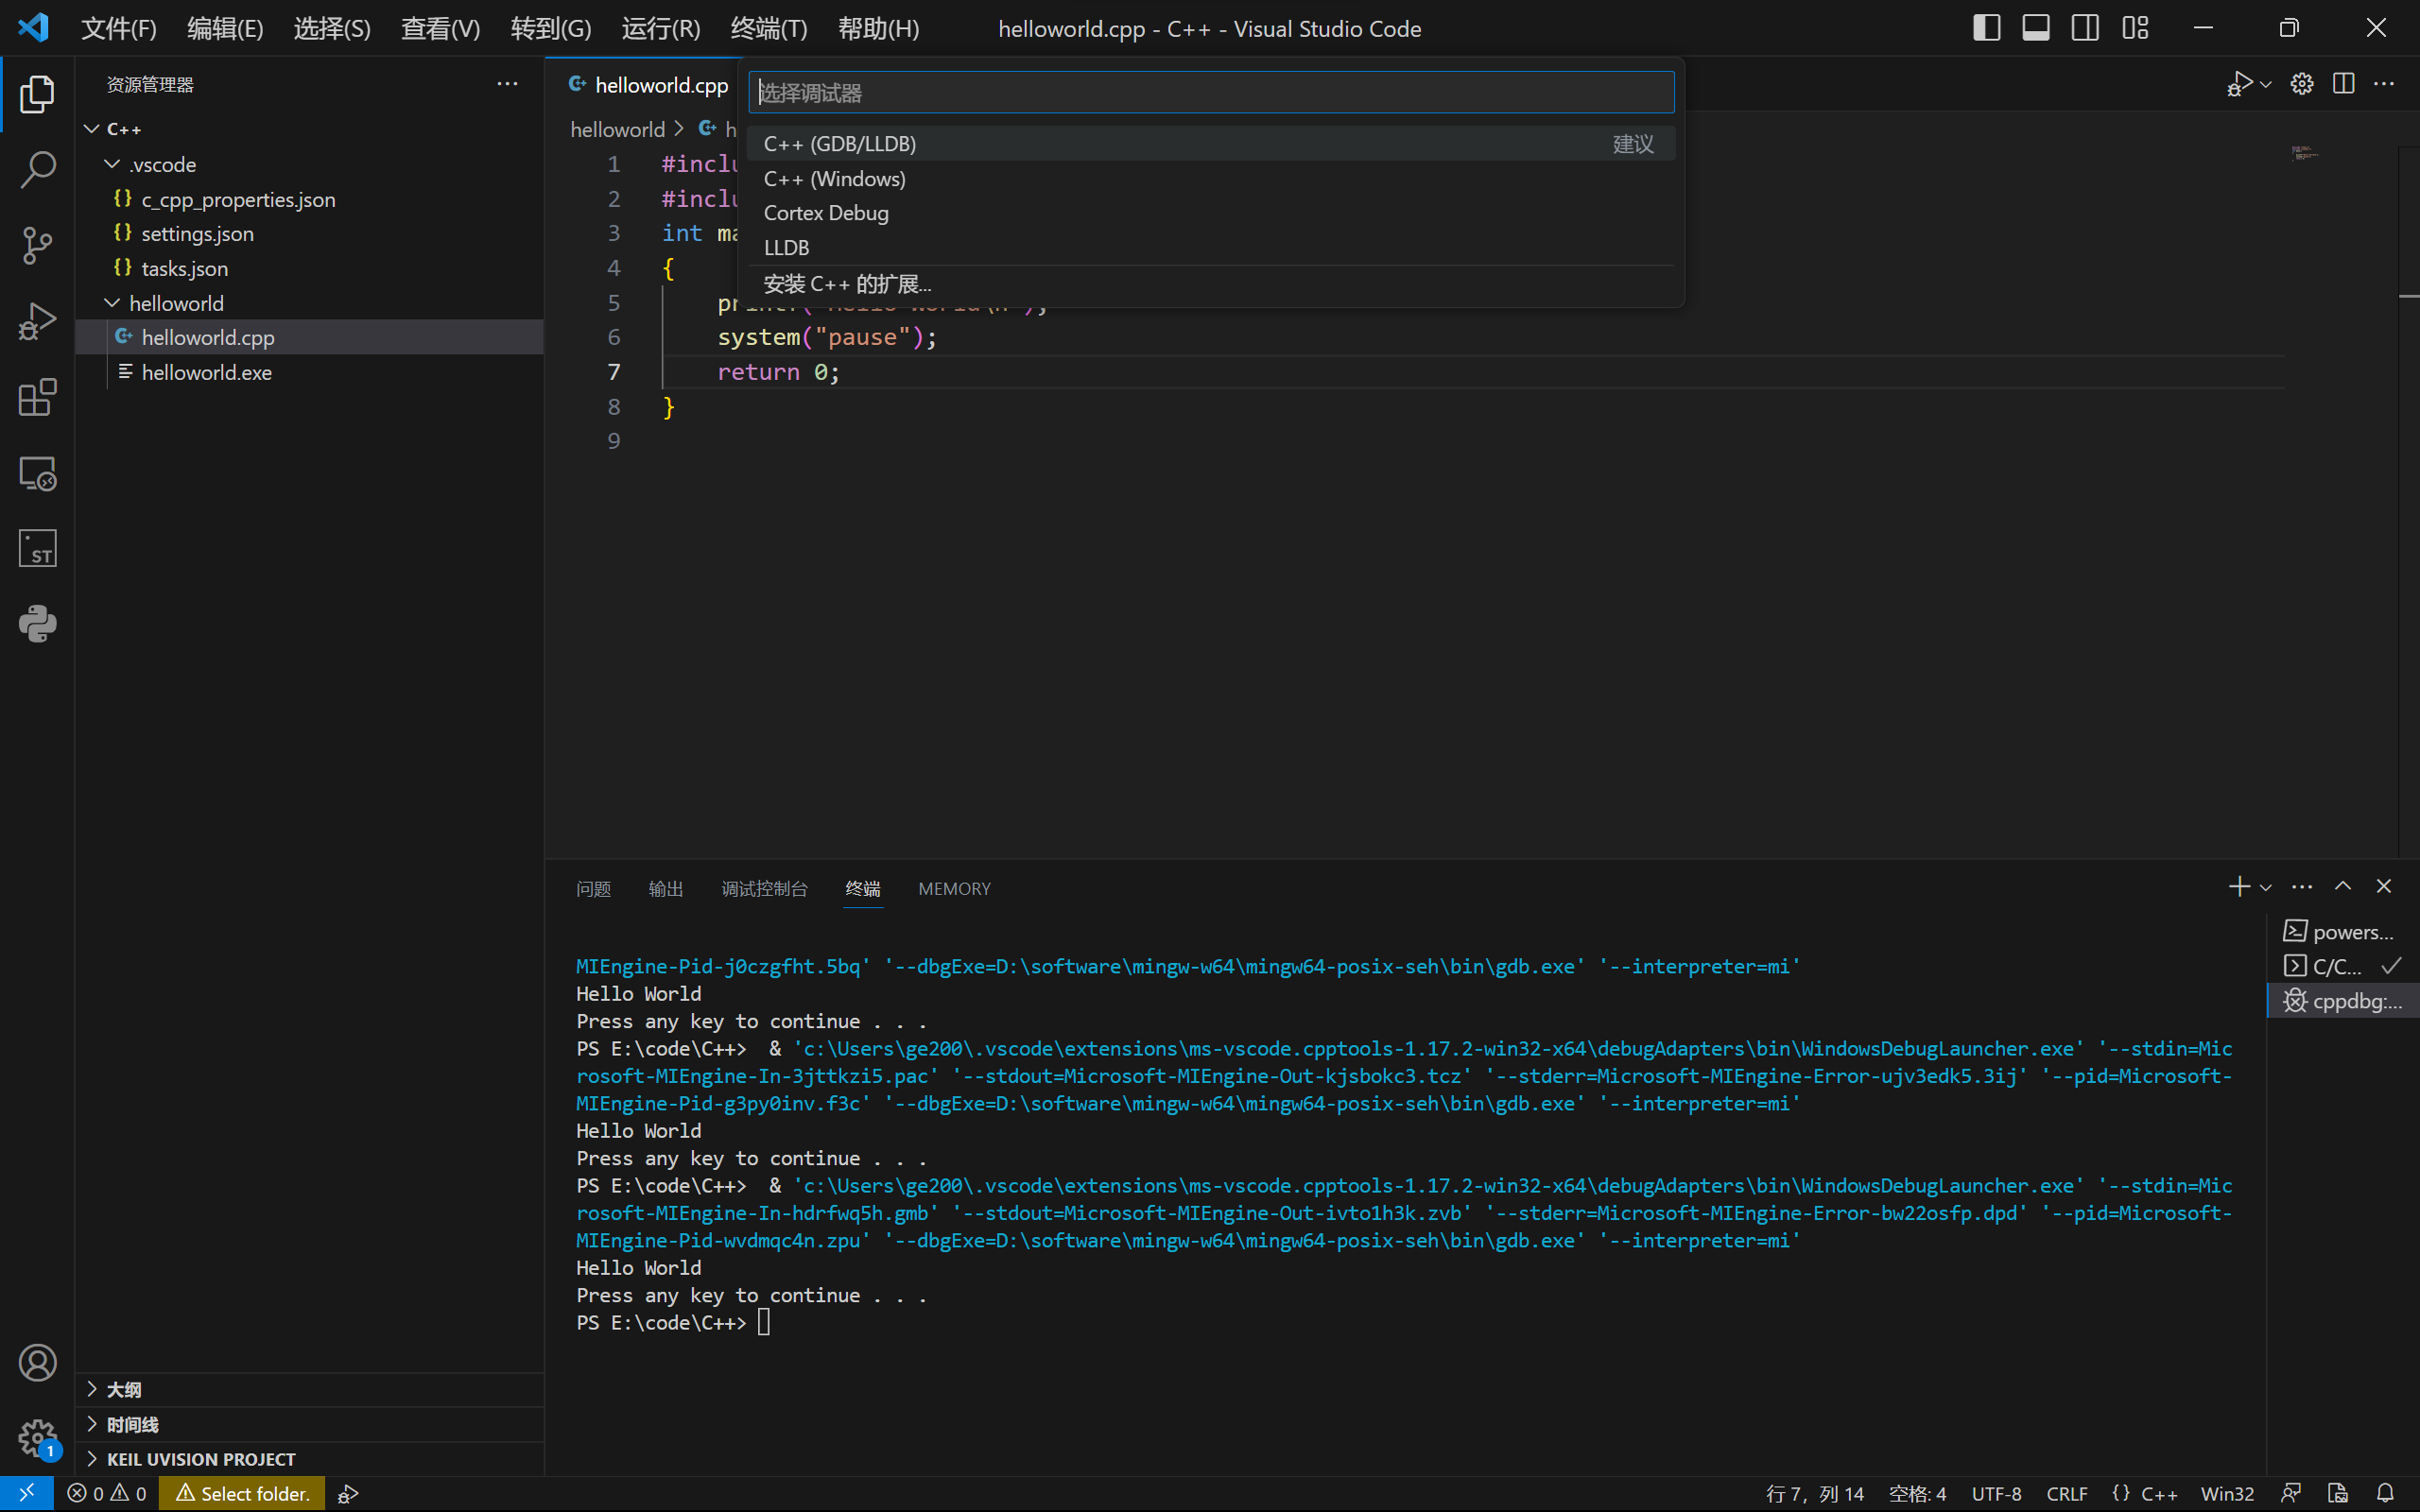 文件(F) 编辑(E) 选择(S) 查看(V) 转到(G) 运行(R) 终端(T) 帮助(H) helloworld.cpp - C++ - Visual Studio Code
资源管理器
C++
.vscode
c_cpp_properties.json
settings.json
tasks.json
helloworld
helloworld.cpp
helloworld.exe
大纲
时间线
KEIL UVISION PROJECT
helloworld.cpp
选择调试器
C++ (GDB/LLDB) 建议
C++ (Windows)
Cortex Debug
LLDB
安装 C++ 的扩展...
helloworld > h
1 #inclu
2 #inclu
3 int ma
4 {
5
6 system("pause");
7 return 0;
8 }
9
问题 输出 调试控制台 终端 MEMORY
MIEngine-Pid-j0czgfht.5bq' '--dbgExe=D:\software\mingw-w64\mingw64-posix-seh\bin\gdb.exe' '--interpreter=mi'
Hello World
Press any key to continue . . .
PS E:\code\C++> & 'c:\Users\ge200\.vscode\extensions\ms-vscode.cpptools-1.17.2-win32-x64\debugAdapters\bin\WindowsDebugLauncher.exe' '--stdin=Mic
rosoft-MIEngine-In-3jttkzi5.pac' '--stdout=Microsoft-MIEngine-Out-kjsbokc3.tcz' '--stderr=Microsoft-MIEngine-Error-ujv3edk5.3ij' '--pid=Microsoft-
MIEngine-Pid-g3py0inv.f3c' '--dbgExe=D:\software\mingw-w64\mingw64-posix-seh\bin\gdb.exe' '--interpreter=mi'
Hello World
Press any key to continue . . .
PS E:\code\C++> & 'c:\Users\ge200\.vscode\extensions\ms-vscode.cpptools-1.17.2-win32-x64\debugAdapters\bin\WindowsDebugLauncher.exe' '--stdin=Mic
rosoft-MIEngine-In-hdrfwq5h.gmb' '--stdout=Microsoft-MIEngine-Out-ivto1h3k.zvb' '--stderr=Microsoft-MIEngine-Error-bw22osfp.dpd' '--pid=Microsoft-
MIEngine-Pid-wvdmqc4n.zpu' '--dbgExe=D:\software\mingw-w64\mingw64-posix-seh\bin\gdb.exe' '--interpreter=mi'
Hello World
Press any key to continue . . .
PS E:\code\C++>
powers...
C/C...
cppdbg:...
ST
1
0 0 Select folder. 行 7，列 14 空格: 4 UTF-8 CRLF {} C++ Win32